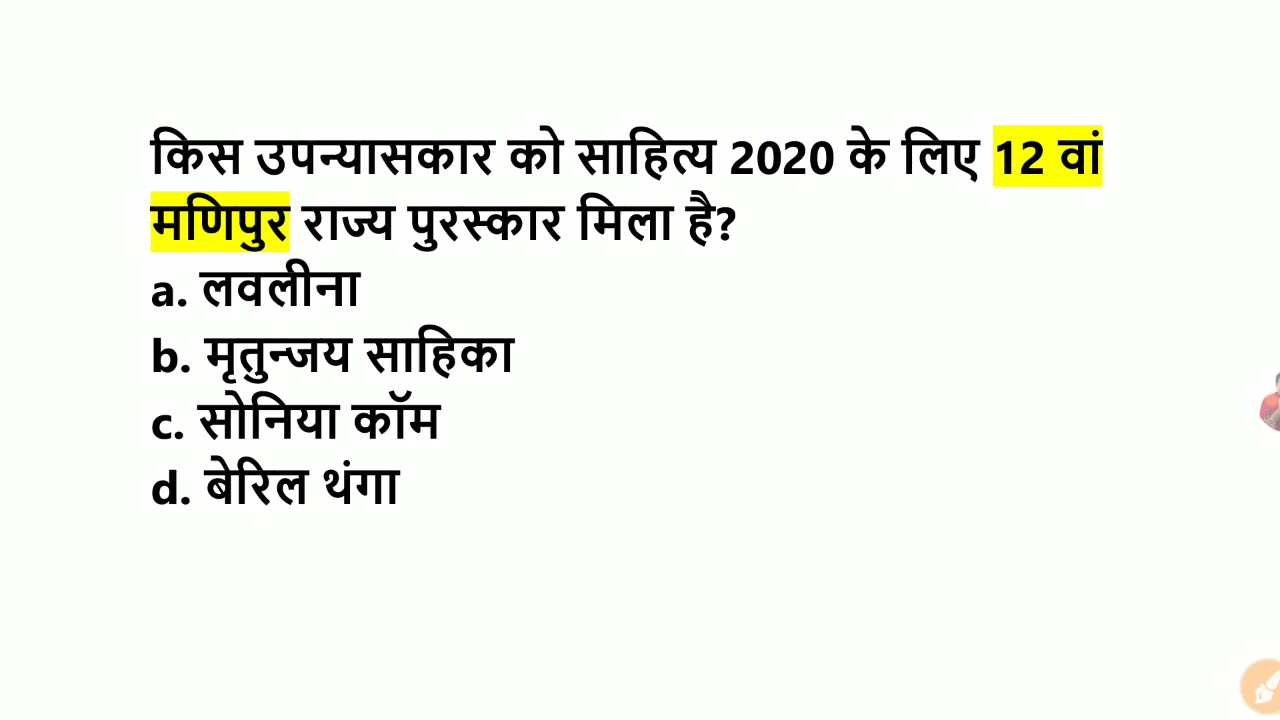 किस उपन्यासकार को साहित्य 2020 के लिए 12 वां
मणिपुर राज्य पुरस्कार मिला है?
a. लवलीना
b. मृतुन्जय साहिका
c. सोनिया कॉम
d. बेरिल थंगा